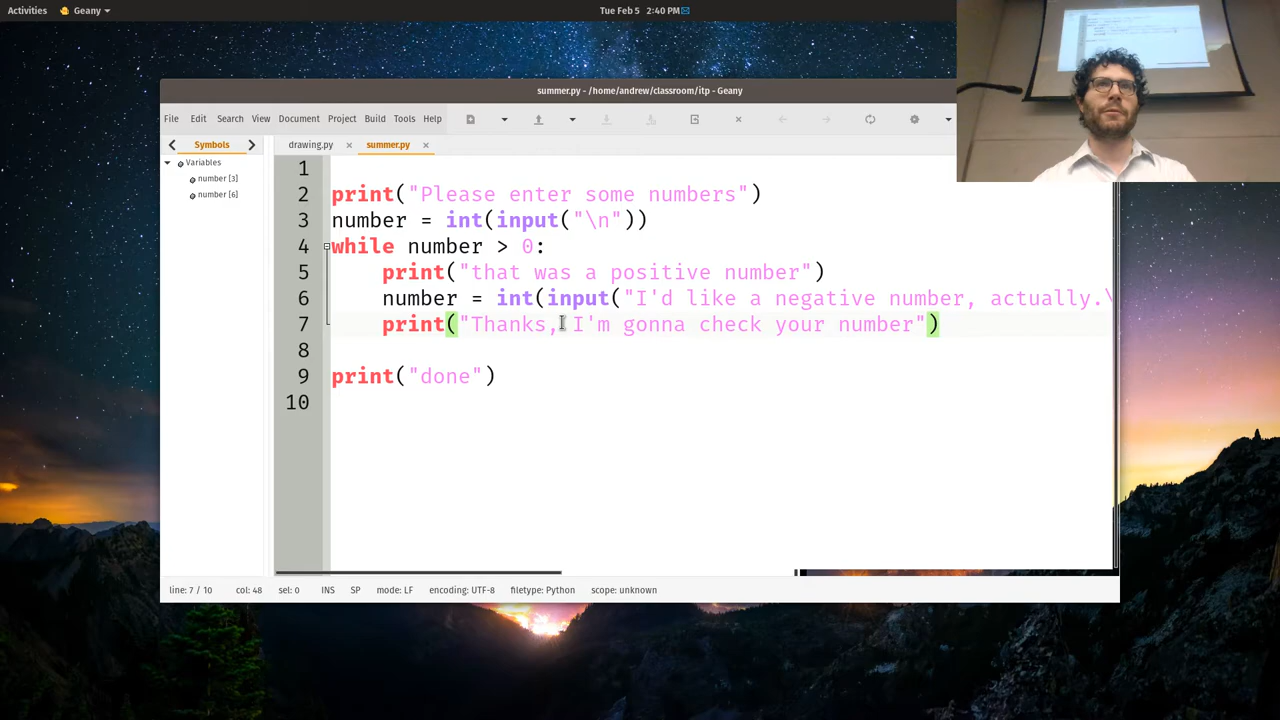 Activities
Geany
Tue Feb 5 2:40 PM
summer.py - /home/andrew/classroom/itp - Geany
File Edit Search View Document Project Build Tools Help
Symbols
drawing.py
summer.py
Variables
number [3]
number [6]
1
2 print("Please enter some numbers")
3 number = int(input("\n"))
4 while number > 0:
5 print("that was a positive number")
6 number = int(input("I'd like a negative number, actually.\
7 print("Thanks, I'm gonna check your number")
8
9 print("done")
10
line: 7 / 10 col: 48 sel: 0 INS SP mode: LF encoding: UTF-8 filetype: Python scope: unknown